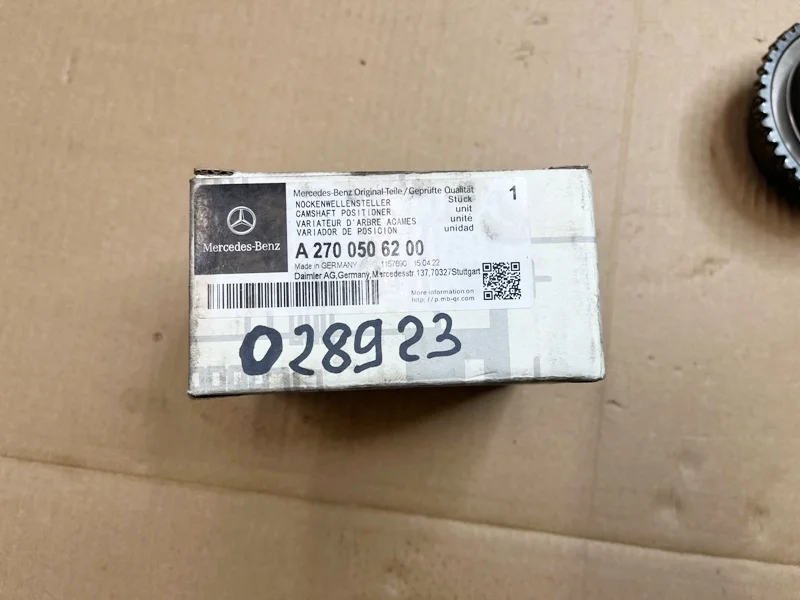 Mercedes-Benz
Mercedes-Benz Original-Teile/Geprüfte Qualität
NOCKENWELLENSTELLER Stück 1
CAMSHAFT POSITIONER unit
VARIATEUR D'ARBRE ACAMES unité
VARIADOR DE POSICION unidad
A 270 050 62 00
Made in GERMANY 1157690 15.04.22
Daimler AG,Germany,Mercedesstr.137,70327Stuttgart
More information on
http://p.mb-qr.com
028923